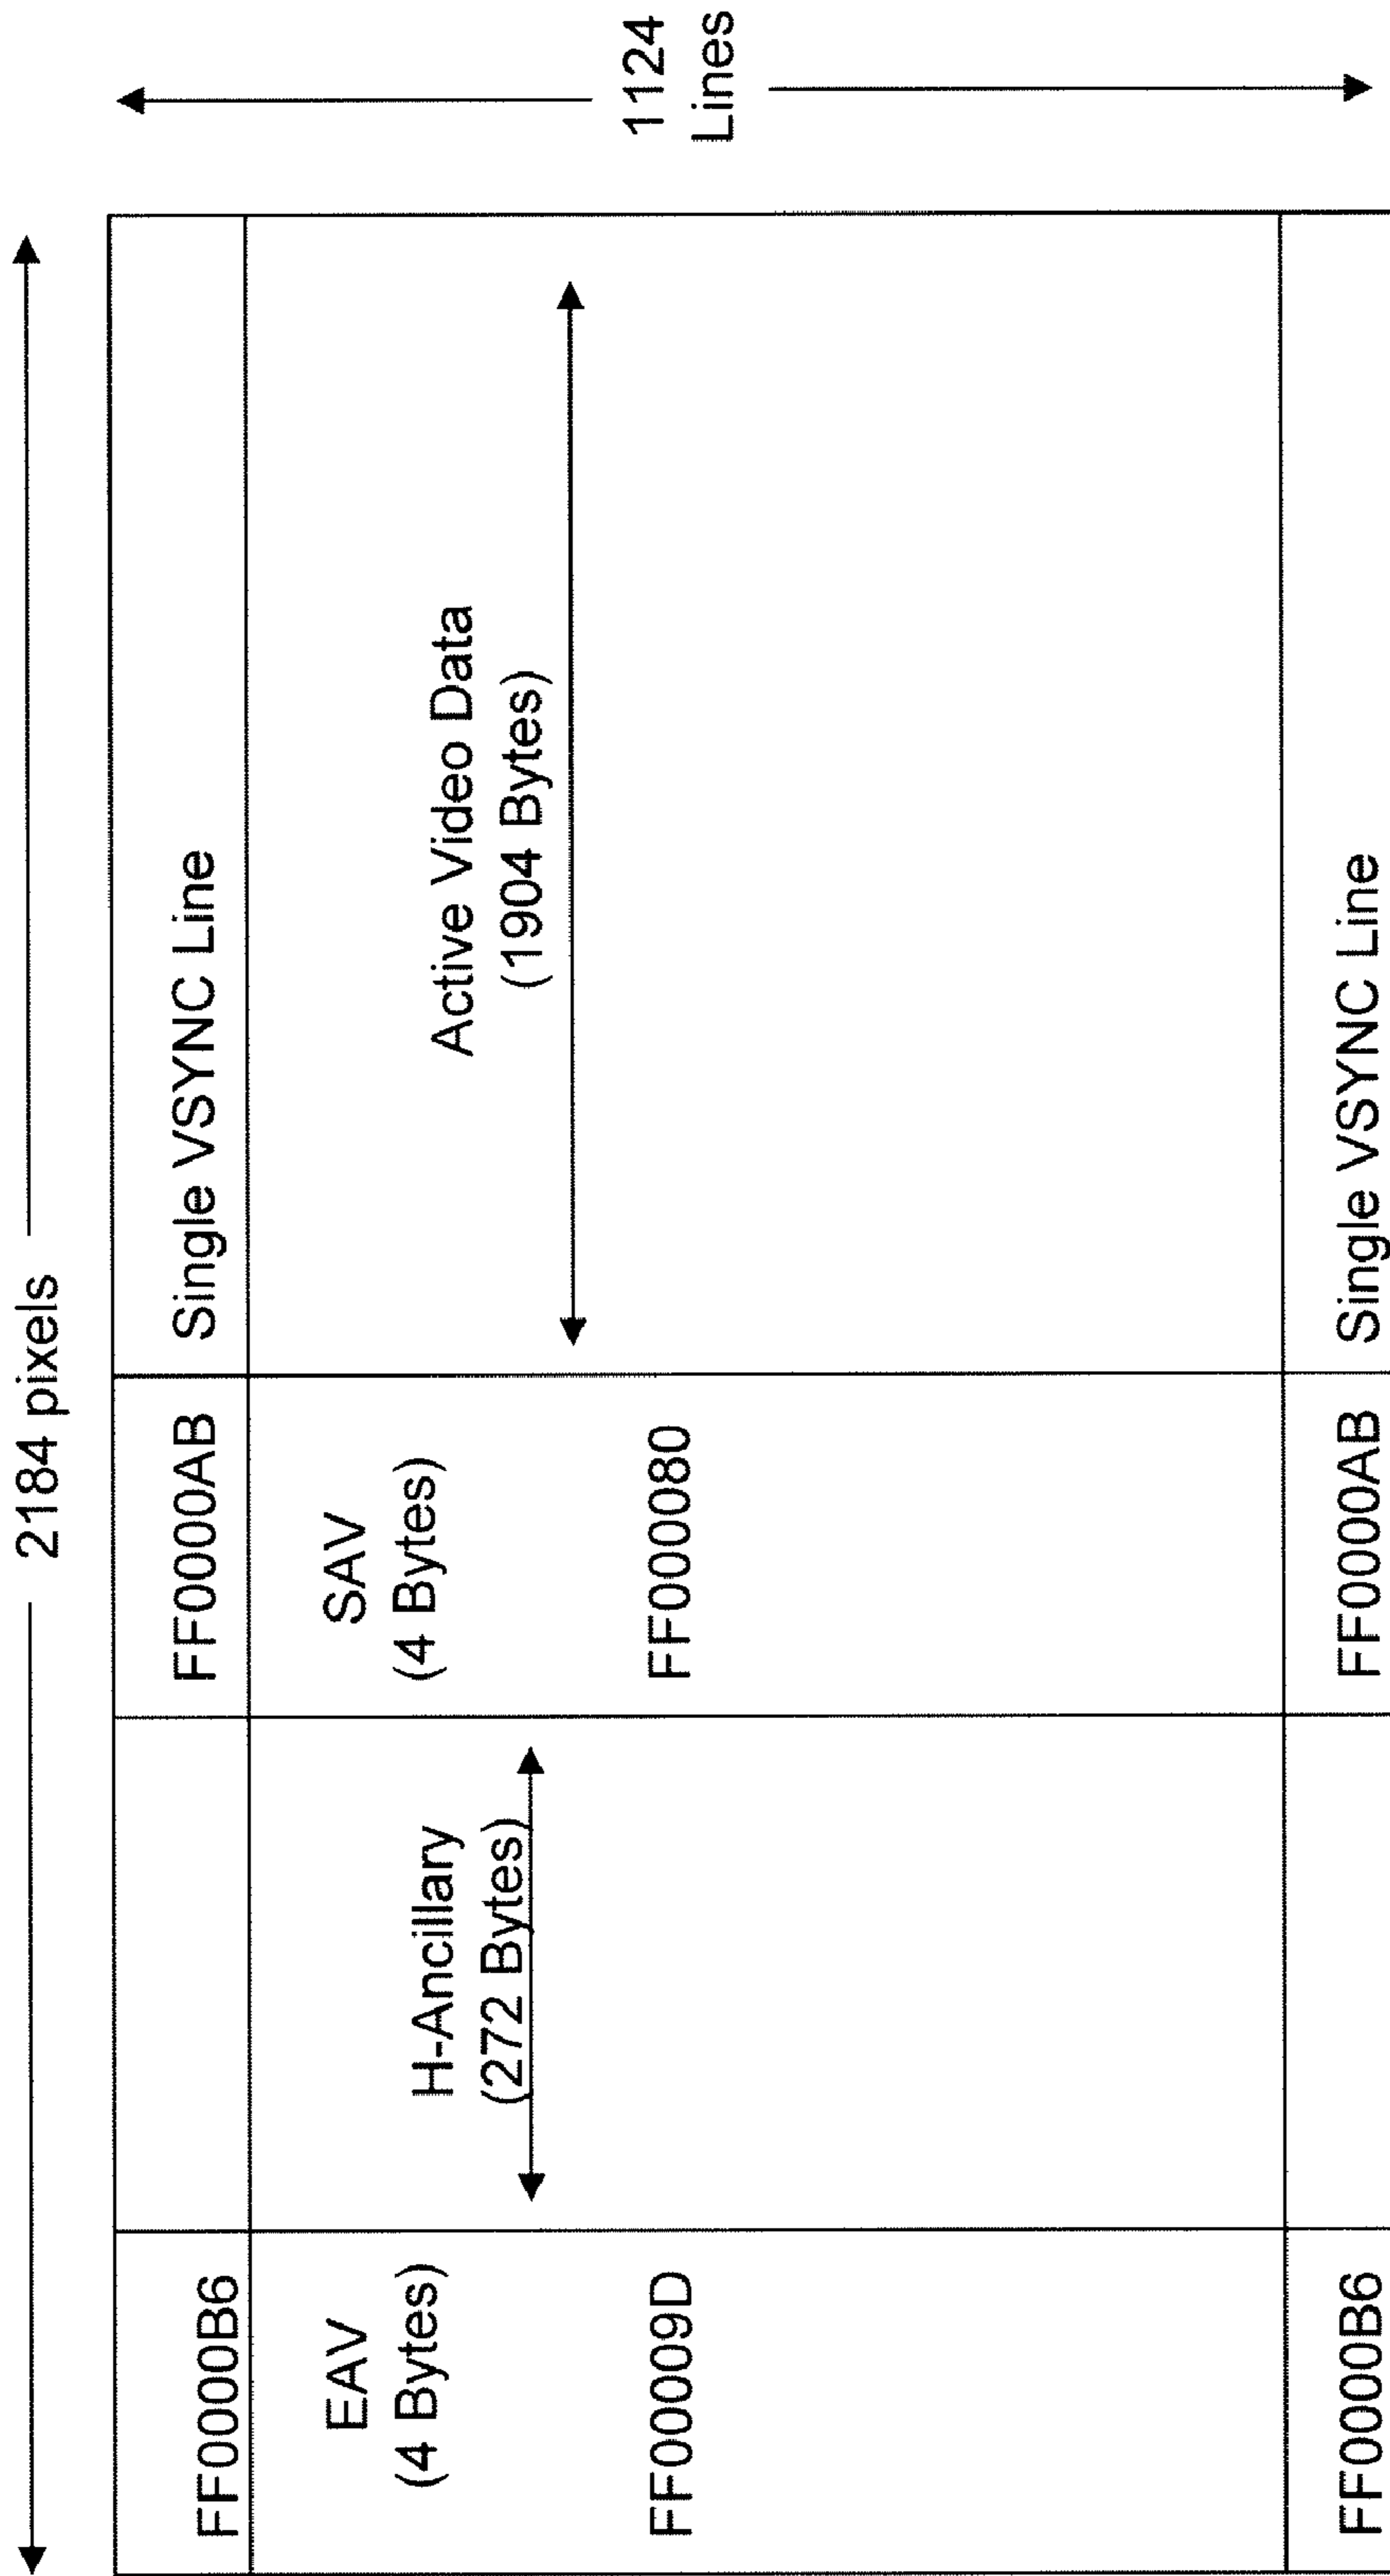 2184 pixels
1124
Lines
FF0000B6
FF0000AB
Single VSYNC Line
EAV
(4 Bytes)
FF00009D
H-Ancillary
(272 Bytes)
SAV
(4 Bytes)
FF000080
Active Video Data
(1904 Bytes)
FF0000B6
FF0000AB
Single VSYNC Line